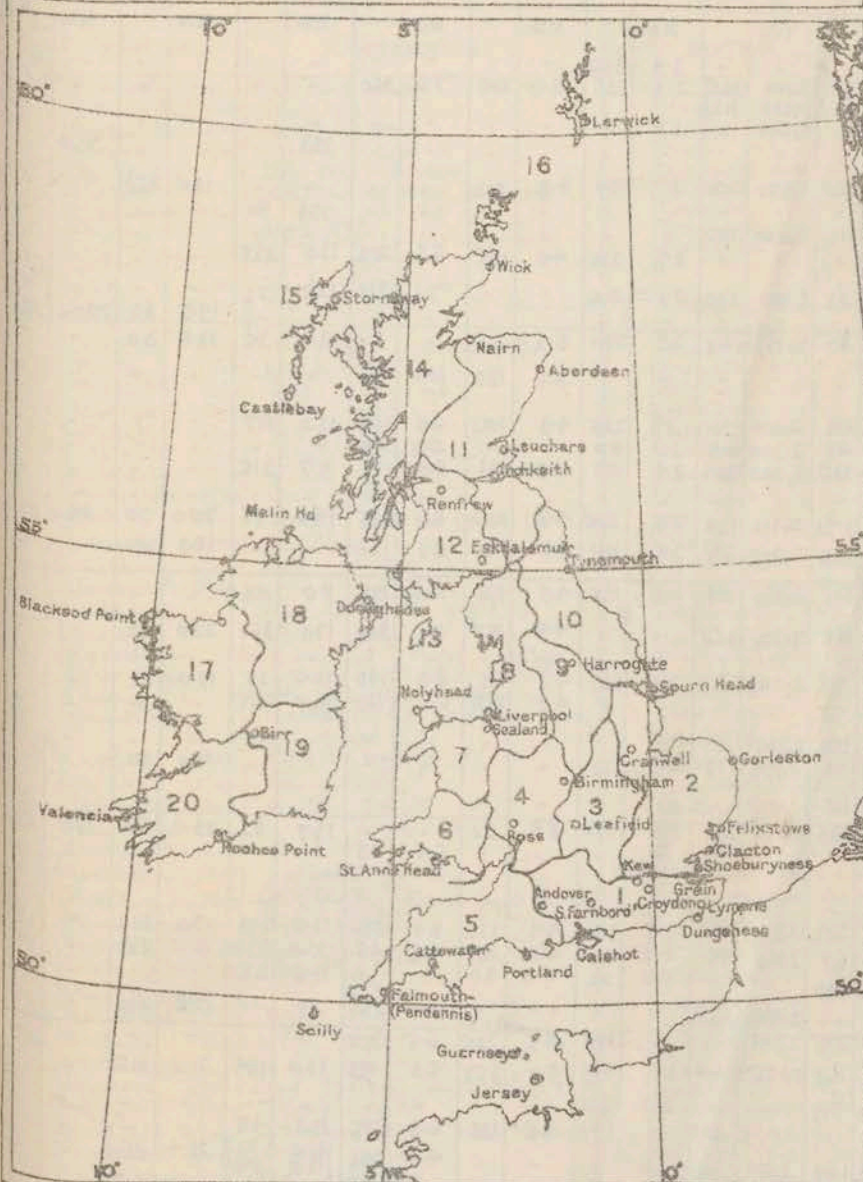 10° 5° 0°
60°
Lerwick
16
Wick
15 Stornoway
Nairn
14
Aberdeen
Castlebay
Leuchars
11
Inchkeith
Renfrew
Malin Hd
55° 55°
12 Eskdalemuir
Tynemouth
Blacksod Point
18
Donaghadee
10
13
9 Harrogate
17
8
Spurn Head
Holyhead
Liverpool
Sealand
Birr
19
7
Cranwell
2
Gorleston
Birmingham
4
3
Valencia
20
Leafield
Felixstowe
6
Ross
Clacton
Roches Point
Shoeburyness
St. Ann's Head
Kew
Grain
Andover
1
Croydon
Lympne
S. Farnboro'
5
Dungeness
Cattewater
Calshot
50° Portland 50°
Falmouth
(Pendennis)
Scilly
Guernsey
Jersey
10° 5° 0°